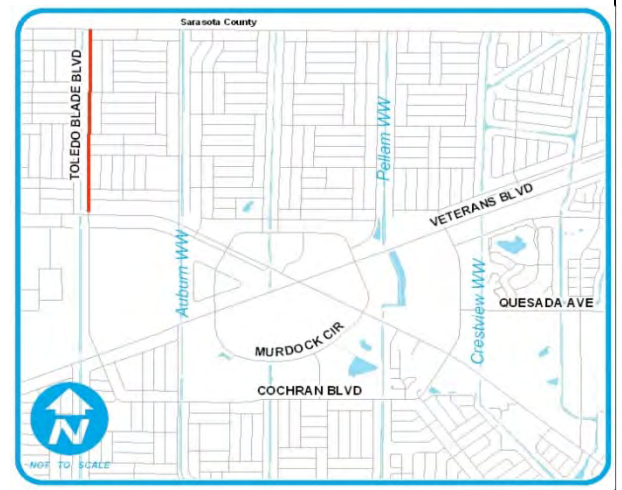 Sarasota County
TOLEDO BLADE BLVD
Pellam WW
VETERANS BLVD
Auburn WW
Crestview WW
QUESADA AVE
MURDOCK CIR
COCHRAN BLVD
N
NOT TO SCALE